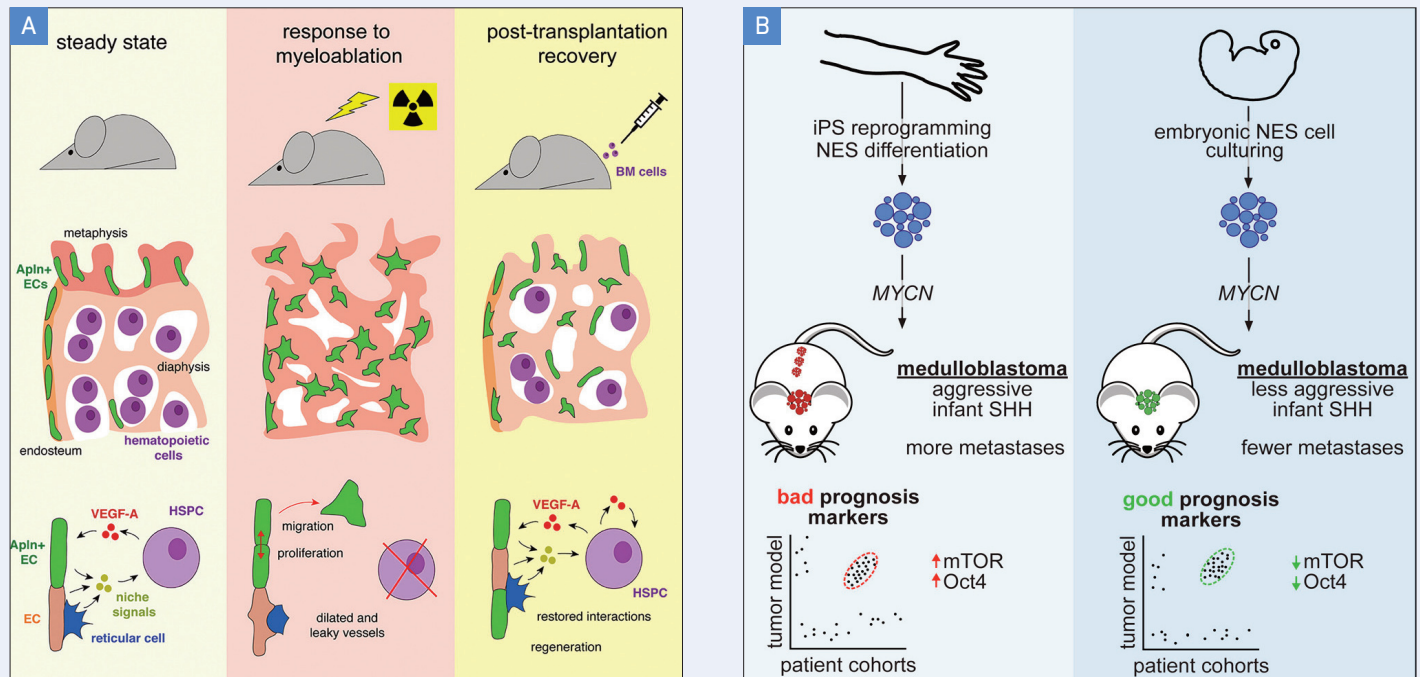 A
steady state
response to
myeloablation
post-transplantation
recovery
BM cells
metaphysis
Apln+
ECs
diaphysis
endosteum
hematopoietic
cells
VEGF-A
HSPC
Apln+
EC
niche
signals
EC
reticular cell
migration
proliferation
dilated and
leaky vessels
VEGF-A
HSPC
restored interactions
regeneration
B
iPS reprogramming
NES differentiation
MYCN
medulloblastoma
aggressive
infant SHH
more metastases
bad prognosis
markers
tumor model
mTOR
Oct4
patient cohorts
embryonic NES cell
culturing
MYCN
medulloblastoma
less aggressive
infant SHH
fewer metastases
good prognosis
markers
tumor model
mTOR
Oct4
patient cohorts